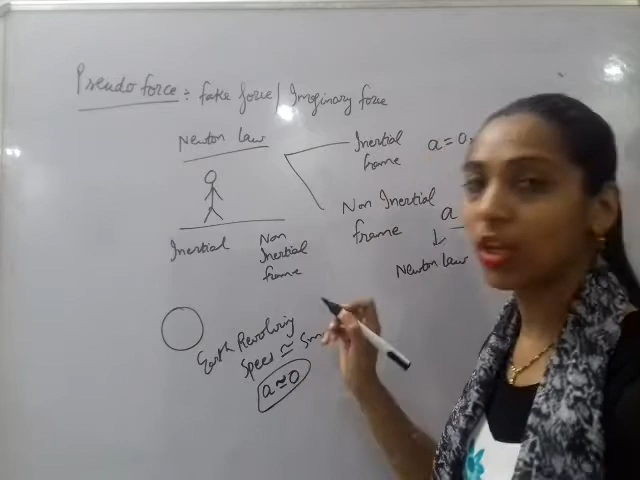 Pseudo force : fake force / Imaginary force
Newton Law
Inertial frame
a = 0
Non Inertial frame
a
Newton Law
Inertial
Non Inertial frame
Earth Revolving
Speed ≅
a ≅ 0